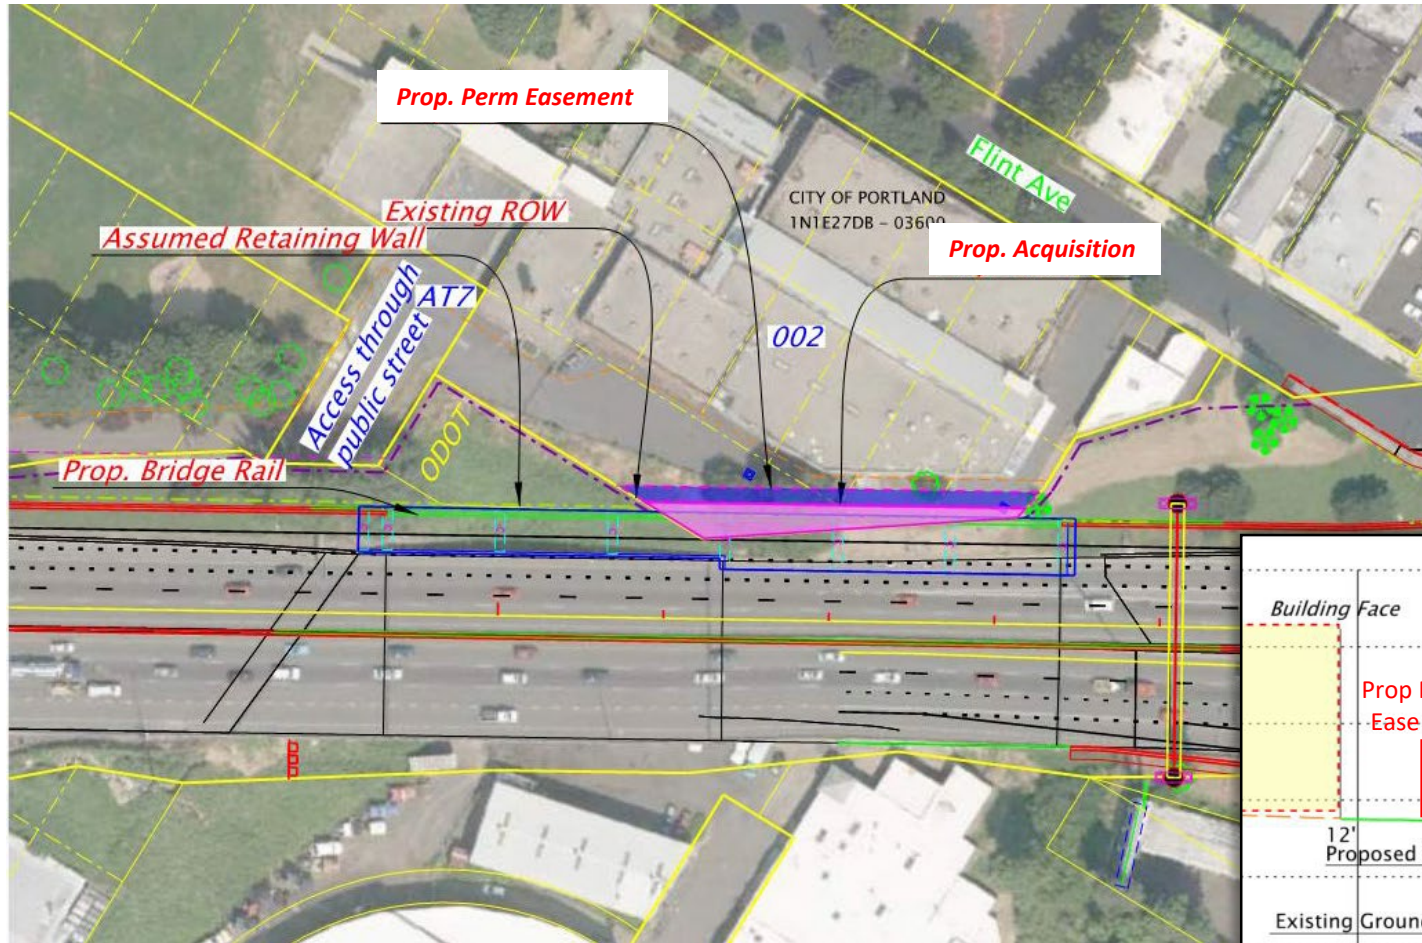 Prop. Perm Easement
Flint Ave
CITY OF PORTLAND
1N1E27DB - 03600
Existing ROW
Assumed Retaining Wall
Prop. Acquisition
Access through
public street
AT7
002
ODOT
Prop. Bridge Rail
Building Face
Prop
Ease
12'
Proposed
Existing Groun